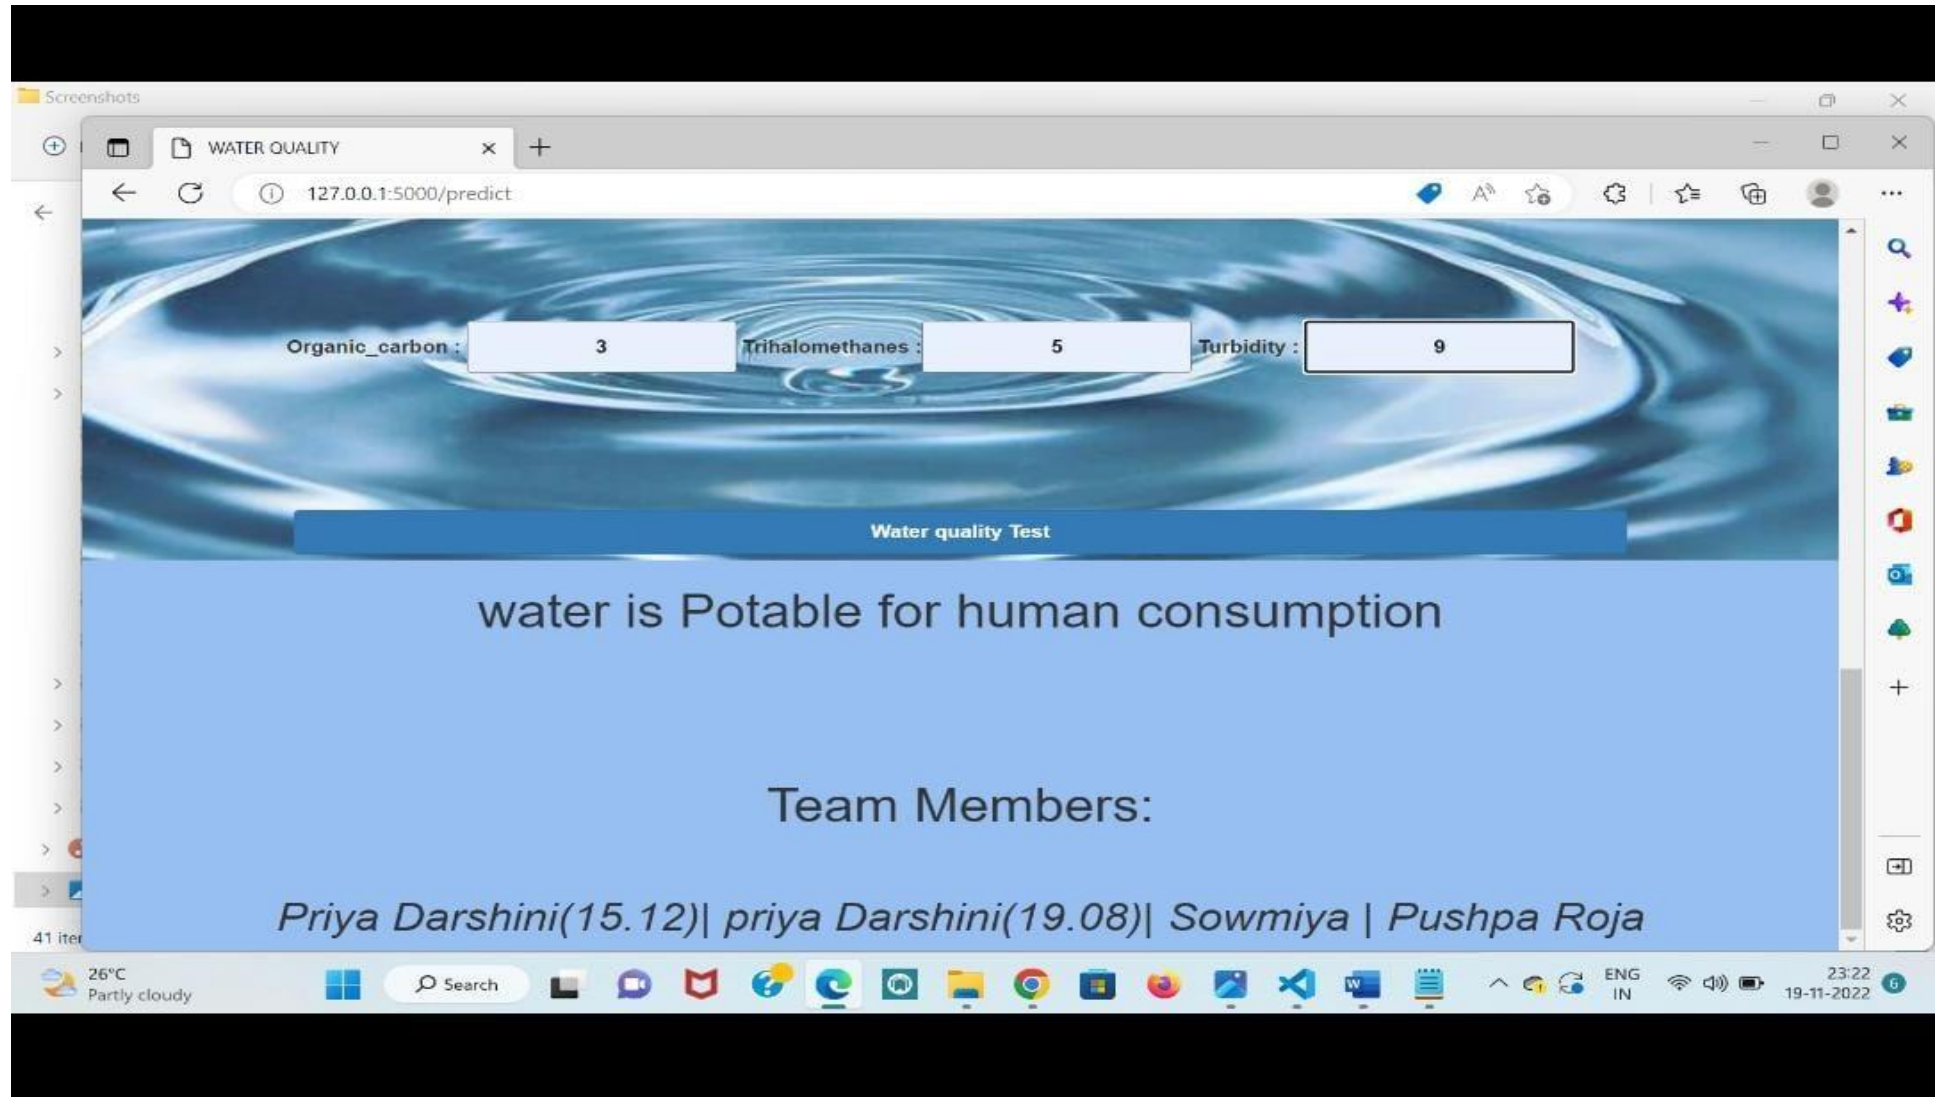 Screenshots
WATER QUALITY
127.0.0.1:5000/predict
Organic_carbon : 3 Trihalomethanes : 5 Turbidity : 9
Water quality Test
water is Potable for human consumption
Team Members:
Priya Darshini(15.12)| priya Darshini(19.08)| Sowmiya | Pushpa Roja
41 iter
26°C
Partly cloudy
Search
ENG
IN
23:22
19-11-2022
6